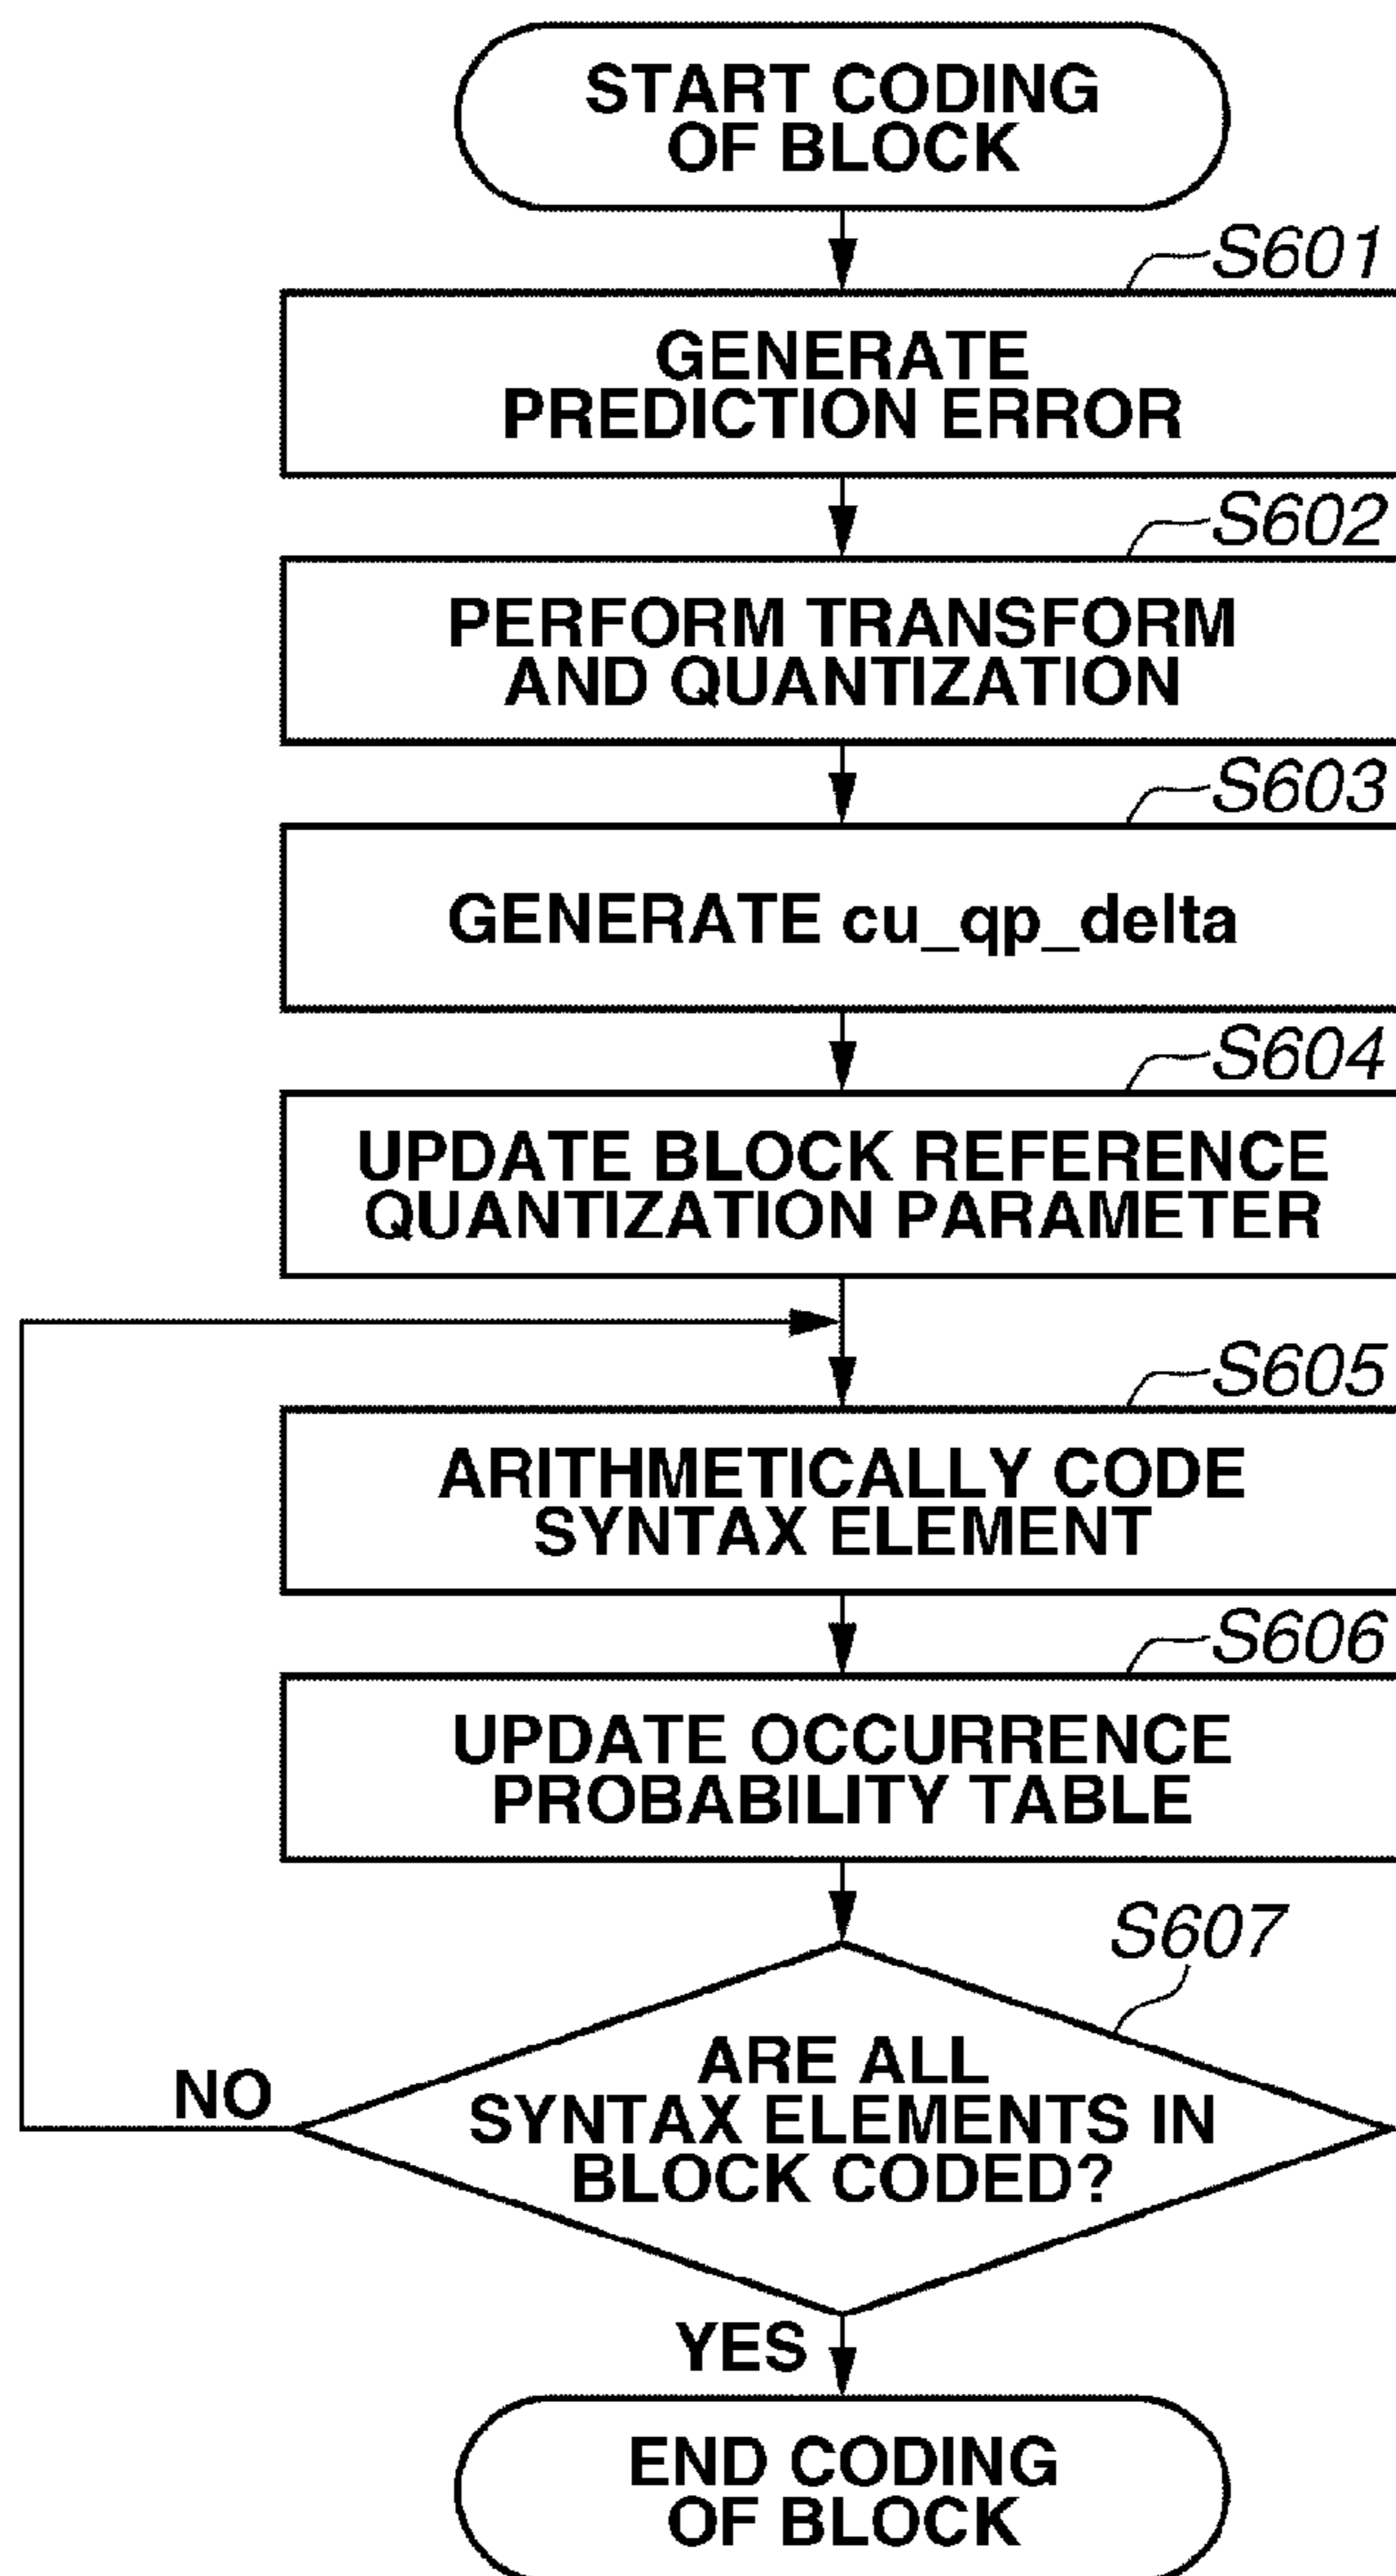 START CODING
OF BLOCK
S601
GENERATE
PREDICTION ERROR
S602
PERFORM TRANSFORM
AND QUANTIZATION
S603
GENERATE cu_qp_delta
S604
UPDATE BLOCK REFERENCE
QUANTIZATION PARAMETER
S605
ARITHMETICALLY CODE
SYNTAX ELEMENT
S606
UPDATE OCCURRENCE
PROBABILITY TABLE
S607
ARE ALL
SYNTAX ELEMENTS IN
BLOCK CODED?
NO
YES
END CODING
OF BLOCK